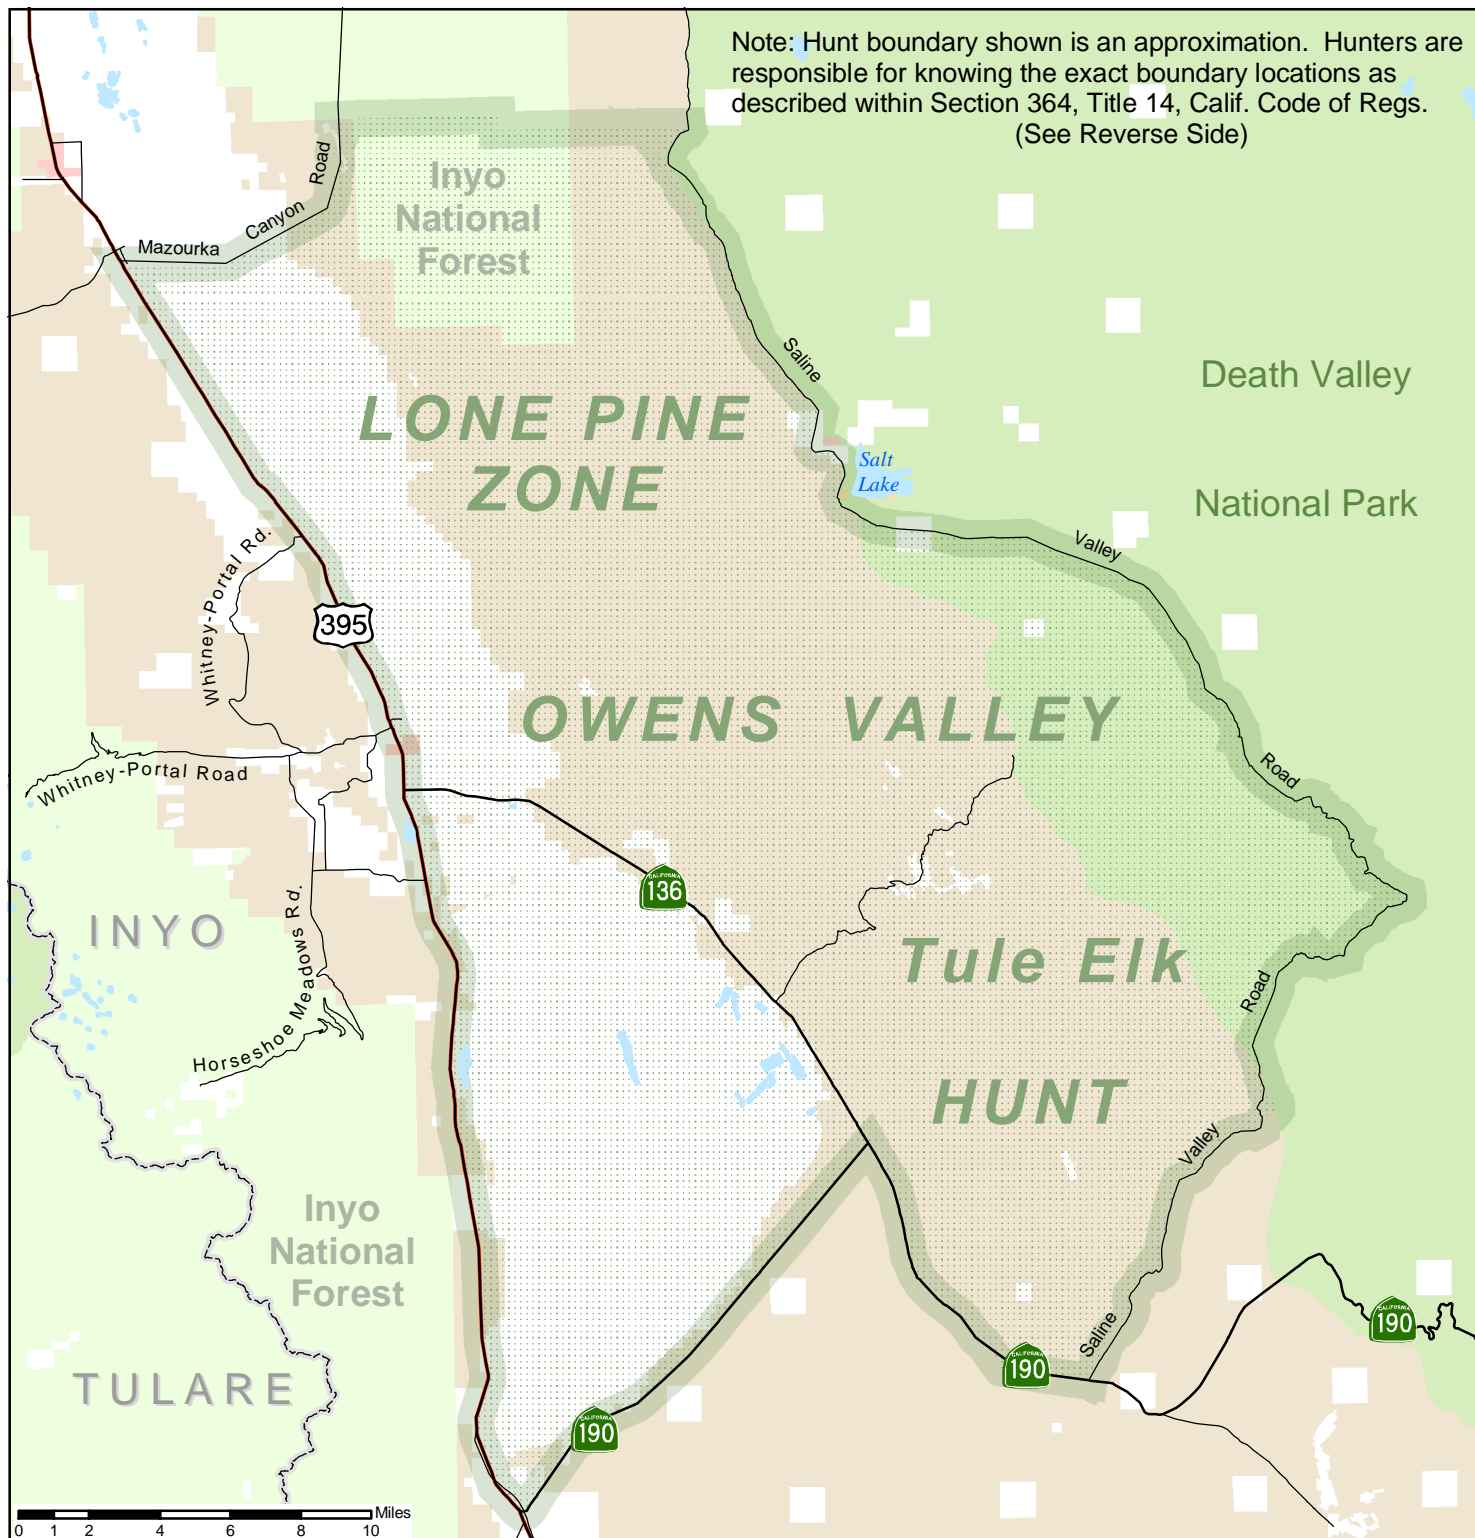 Note: Hunt boundary shown is an approximation. Hunters are
responsible for knowing the exact boundary locations as
described within Section 364, Title 14, Calif. Code of Regs.
(See Reverse Side)
Mazourka Canyon Road
Inyo
National
Forest
Saline
Death Valley
National Park
LONE PINE
ZONE
Salt
Lake
Valley
Whitney-Portal Rd.
395
OWENS VALLEY
Road
Whitney-Portal Road
CALIFORNIA
136
INYO
Horseshoe Meadows Rd.
Tule Elk
Road
HUNT
Valley
Inyo
National
Forest
Saline
CALIFORNIA
190
CALIFORNIA
190
TULARE
CALIFORNIA
190
Miles
0 1 2 4 6 8 10